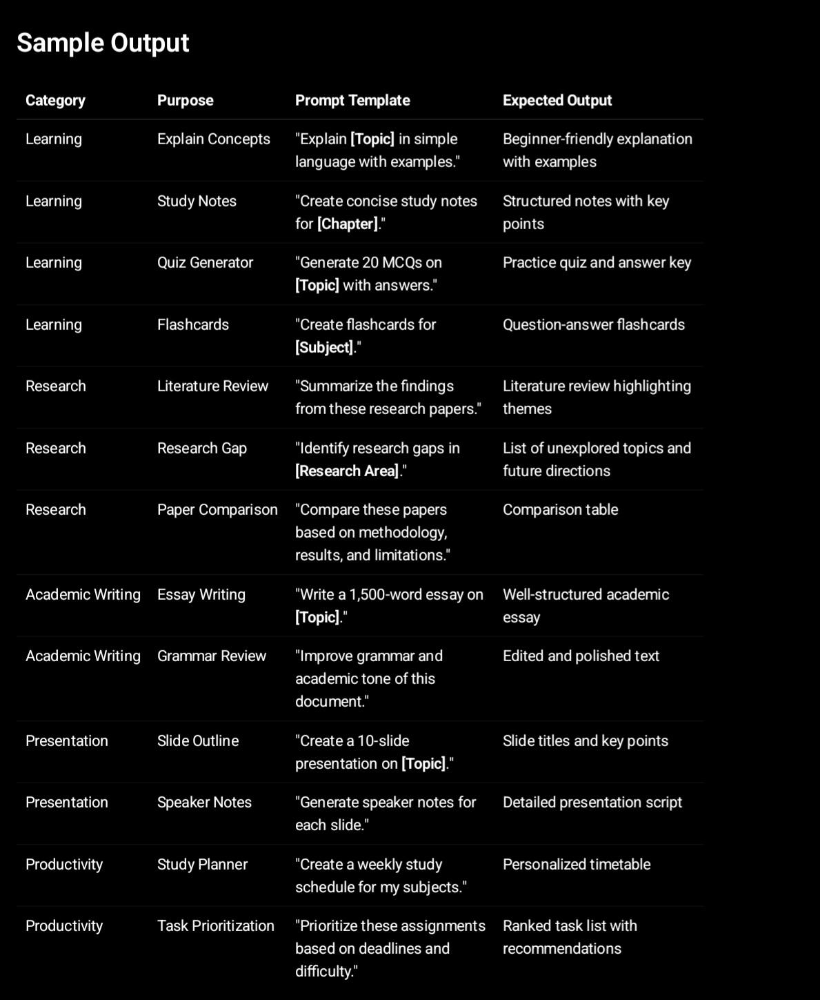 Sample Output
Category Purpose Prompt Template Expected Output
Learning Explain Concepts "Explain [Topic] in simple Beginner-friendly explanation
language with examples." with examples
Learning Study Notes "Create concise study notes Structured notes with key
for [Chapter]." points
Learning Quiz Generator "Generate 20 MCQs on Practice quiz and answer key
[Topic] with answers."
Learning Flashcards "Create flashcards for Question-answer flashcards
[Subject]."
Research Literature Review "Summarize the findings Literature review highlighting
from these research papers." themes
Research Research Gap "Identify research gaps in List of unexplored topics and
[Research Area]." future directions
Research Paper Comparison "Compare these papers Comparison table
based on methodology,
results, and limitations."
Academic Writing Essay Writing "Write a 1,500-word essay on Well-structured academic
[Topic]." essay
Academic Writing Grammar Review "Improve grammar and Edited and polished text
academic tone of this
document."
Presentation Slide Outline "Create a 10-slide Slide titles and key points
presentation on [Topic]."
Presentation Speaker Notes "Generate speaker notes for Detailed presentation script
each slide."
Productivity Study Planner "Create a weekly study Personalized timetable
schedule for my subjects."
Productivity Task Prioritization "Prioritize these assignments Ranked task list with
based on deadlines and recommendations
difficulty."